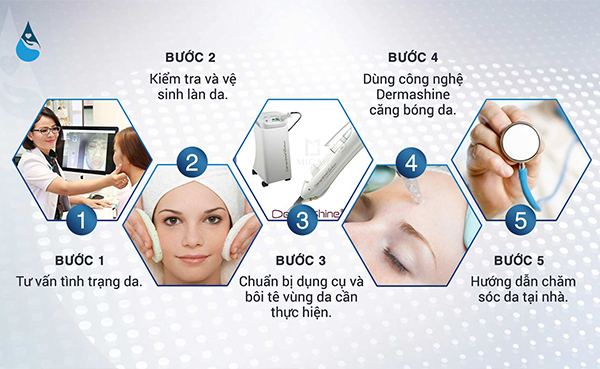 BƯỚC 1
Tư vấn tình trạng da.
1
BƯỚC 2
Kiểm tra và vệ
sinh làn da.
2
BƯỚC 3
Chuẩn bị dụng cụ và
bôi tê vùng da cần
thực hiện.
3
BƯỚC 4
Dùng công nghệ
Dermashine
căng bóng da.
4
BƯỚC 5
Hướng dẫn chăm
sóc da tại nhà.
5